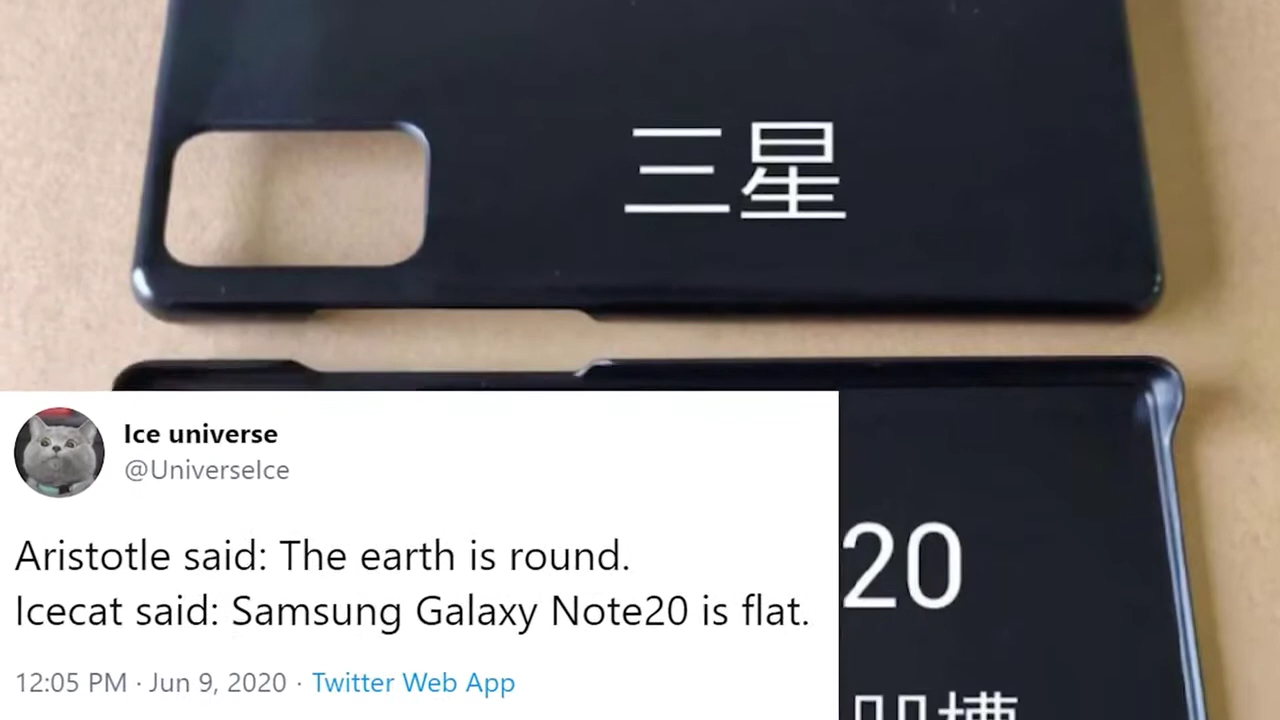 三星
Ice universe
@UniverseIce
Aristotle said: The earth is round.
Icecat said: Samsung Galaxy Note20 is flat.
12:05 PM · Jun 9, 2020 · Twitter Web App
20